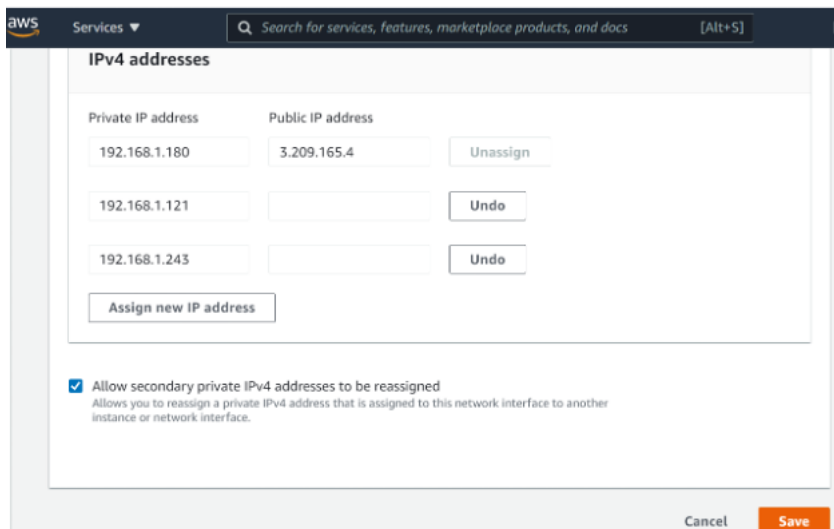 aws Services ▼ Search for services, features, marketplace products, and docs [Alt+S]
IPv4 addresses
Private IP address Public IP address
192.168.1.180 3.209.165.4 Unassign
192.168.1.121 Undo
192.168.1.243 Undo
Assign new IP address
Allow secondary private IPv4 addresses to be reassigned
Allows you to reassign a private IPv4 address that is assigned to this network interface to another
instance or network interface.
Cancel Save